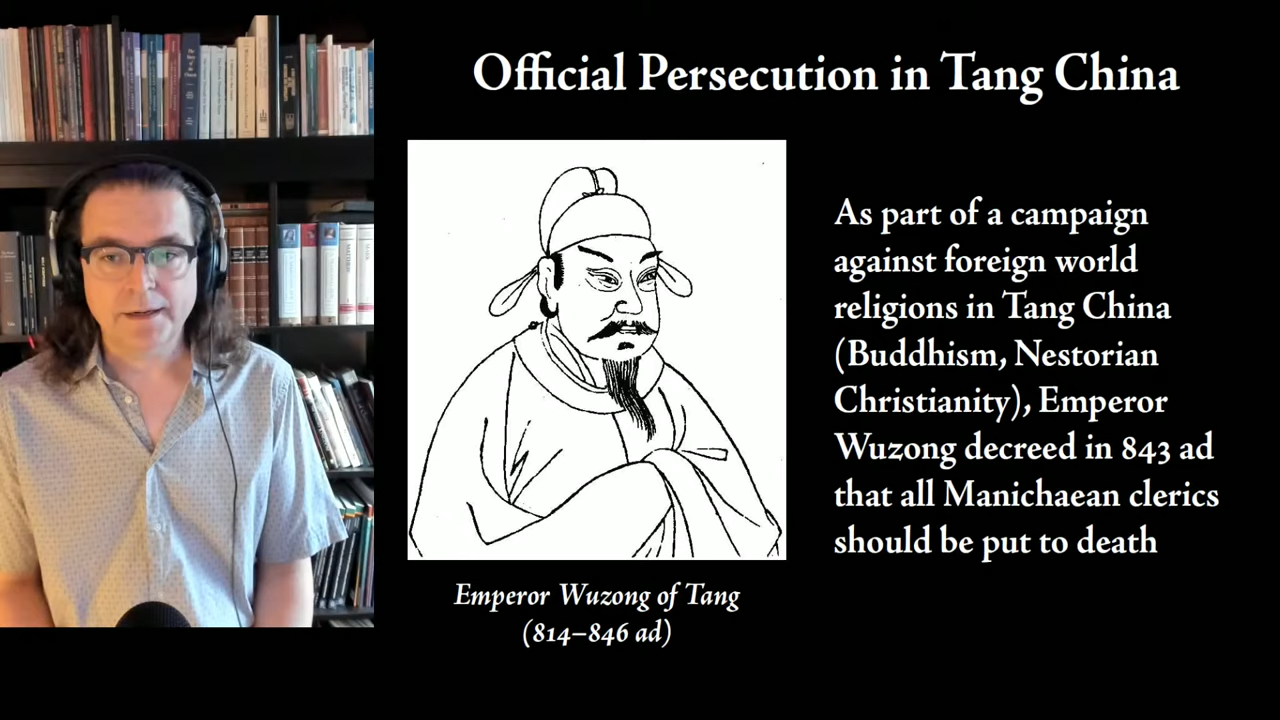 Official Persecution in Tang China
As part of a campaign
against foreign world
religions in Tang China
(Buddhism, Nestorian
Christianity), Emperor
Wuzong decreed in 843 ad
that all Manichaean clerics
should be put to death
Emperor Wuzong of Tang
(814–846 ad)